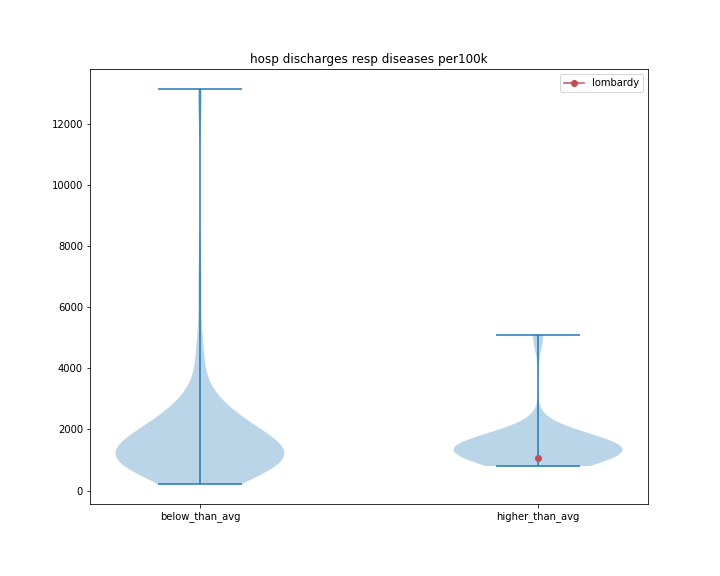 hosp discharges resp diseases per100k
lombardy
12000
10000
8000
6000
4000
2000
0
below_than_avg
higher_than_avg